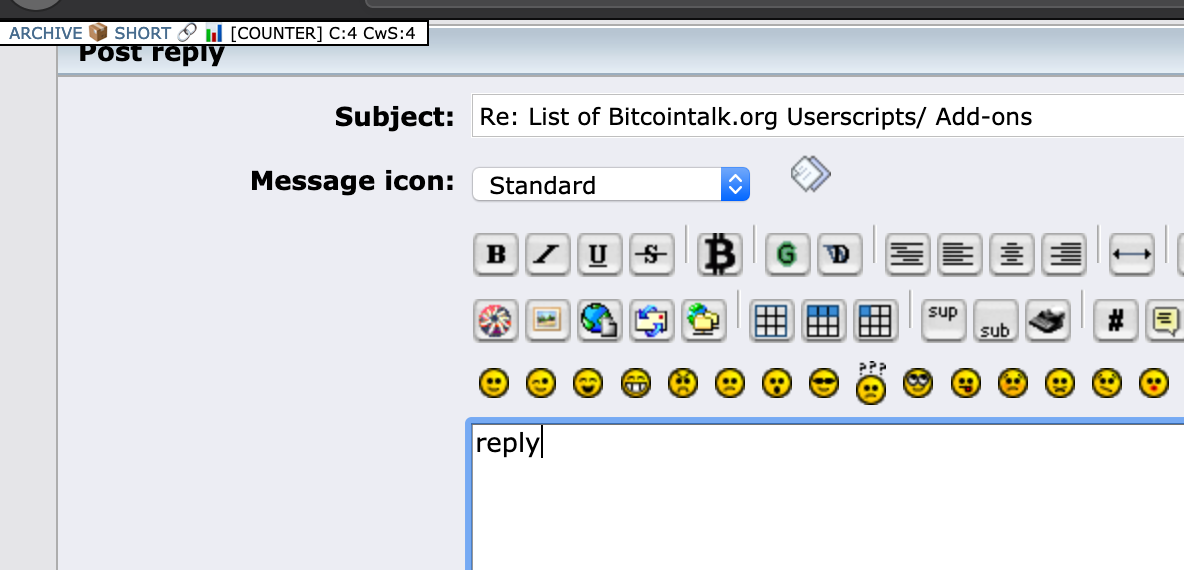 ARCHIVE SHORT [COUNTER] C:4 CwS:4
Post reply
Subject: Re: List of Bitcointalk.org Userscripts/ Add-ons
Message icon: Standard
B I U S ₿ G D
sup sub #
???
reply